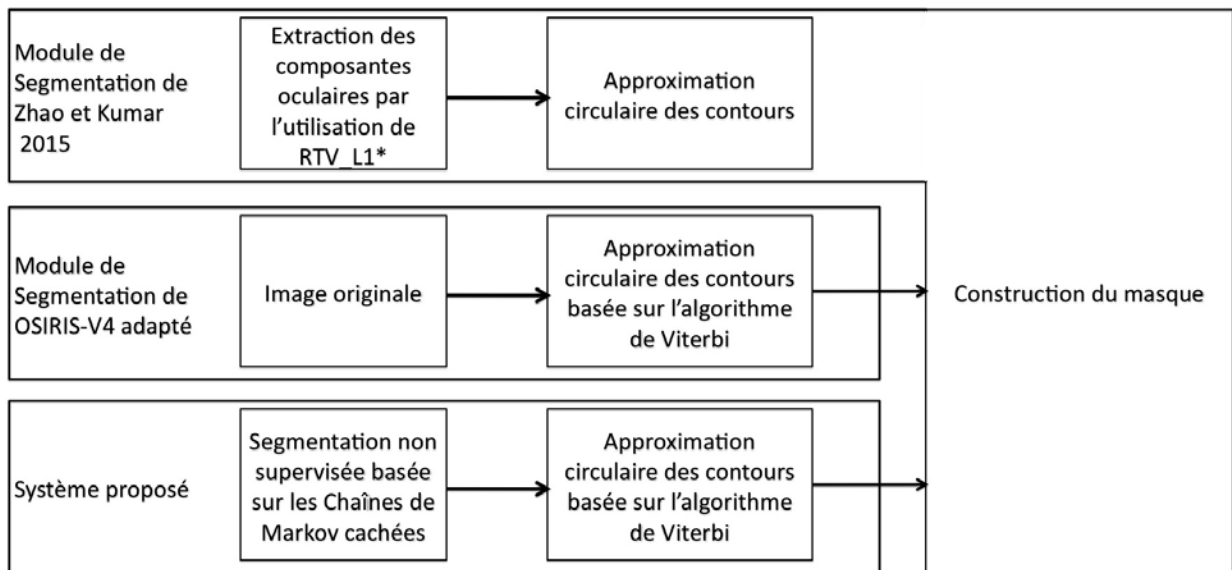 Module de
Segmentation de
Zhao et Kumar
2015
Extraction des
composantes
oculaires par
l'utilisation de
RTV_L1*
Approximation
circulaire des contours
Module de
Segmentation de
OSIRIS-V4 adapté
Image originale
Approximation
circulaire des contours
basée sur l'algorithme
de Viterbi
Construction du masque
Système proposé
Segmentation non
supervisée basée
sur les Chaînes de
Markov cachées
Approximation
circulaire des contours
basée sur l'algorithme
de Viterbi